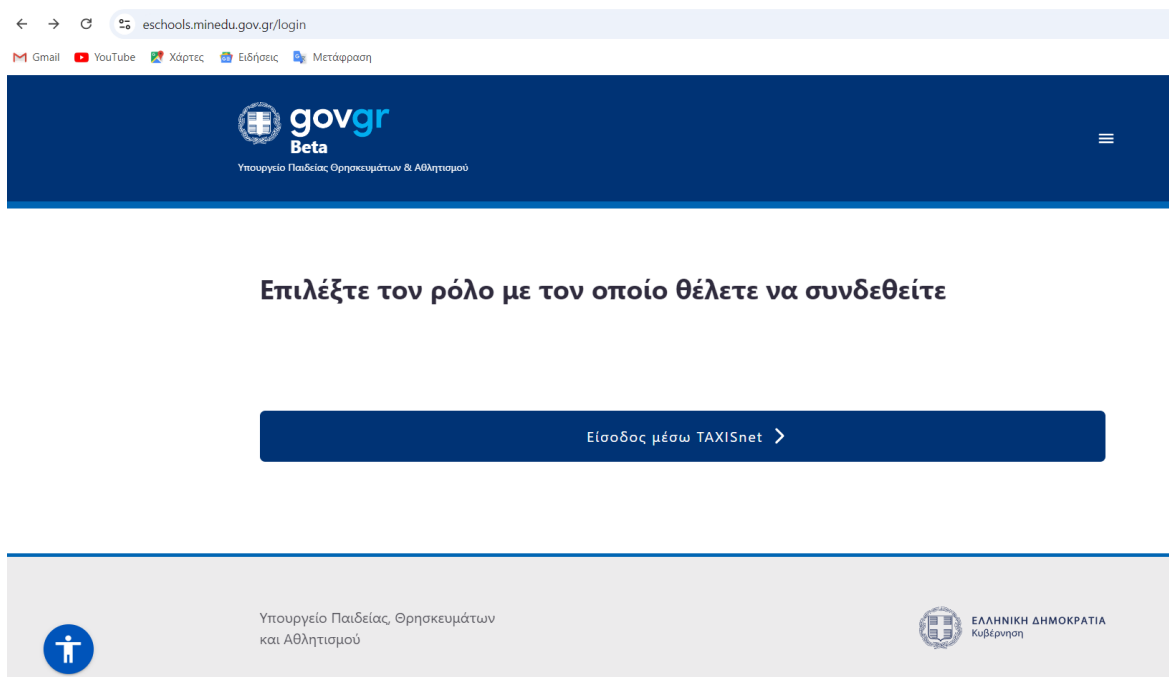 eschools.minedu.gov.gr/login
Gmail YouTube Χάρτες Ειδήσεις Μετάφραση
govgr
Beta
Υπουργείο Παιδείας Θρησκευμάτων & Αθλητισμού
Επιλέξτε τον ρόλο με τον οποίο θέλετε να συνδεθείτε
Είσοδος μέσω TAXISnet
Υπουργείο Παιδείας, Θρησκευμάτων
και Αθλητισμού
ΕΛΛΗΝΙΚΗ ΔΗΜΟΚΡΑΤΙΑ
Κυβέρνηση